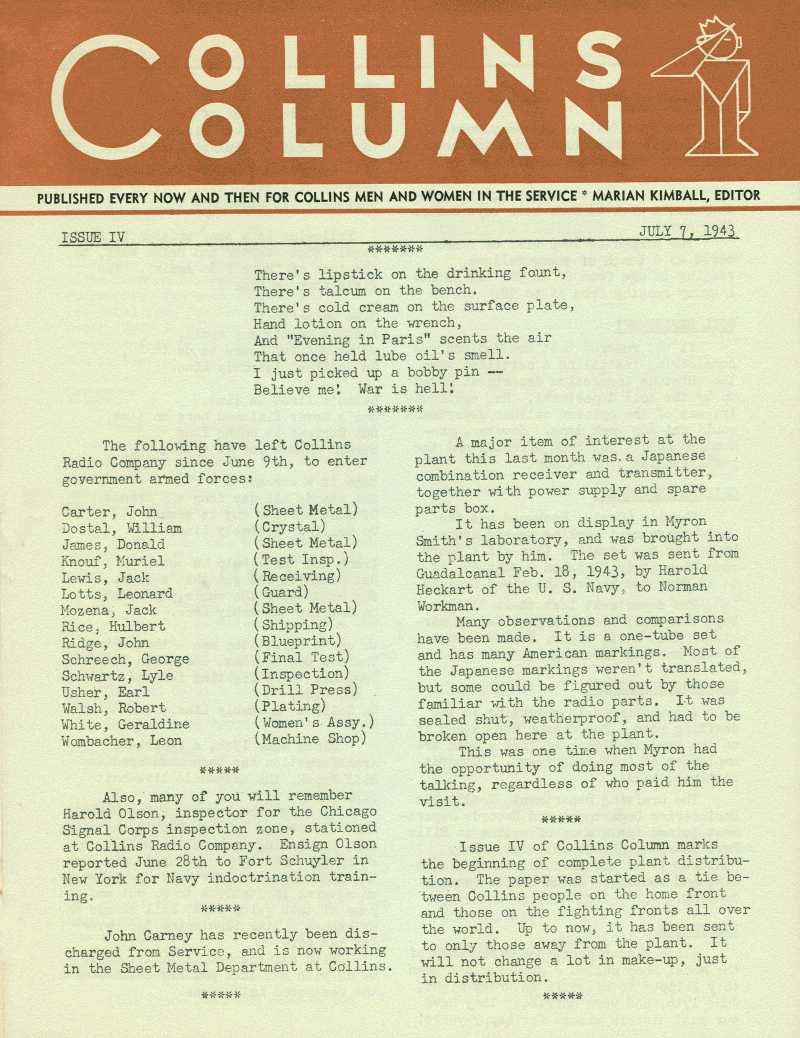 COLLINS
COLUMN
PUBLISHED EVERY NOW AND THEN FOR COLLINS MEN AND WOMEN IN THE SERVICE * MARIAN KIMBALL, EDITOR
ISSUE IV JULY 7, 1943
*******
There's lipstick on the drinking fount,
There's talcum on the bench.
There's cold cream on the surface plate,
Hand lotion on the wrench,
And "Evening in Paris" scents the air
That once held lube oil's smell.
I just picked up a bobby pin --
Believe me! War is hell!
*******
The following have left Collins
Radio Company since June 9th, to enter
government armed forces:
Carter, John (Sheet Metal)
Dostal, William (Crystal)
James, Donald (Sheet Metal)
Knouf, Muriel (Test Insp.)
Lewis, Jack (Receiving)
Lotts, Leonard (Guard)
Mozena, Jack (Sheet Metal)
Rice, Hulbert (Shipping)
Ridge, John (Blueprint)
Schreech, George (Final Test)
Schwartz, Lyle (Inspection)
Usher, Earl (Drill Press)
Walsh, Robert (Plating)
White, Geraldine (Women's Assy.)
Wombacher, Leon (Machine Shop)
*****
Also, many of you will remember
Harold Olson, inspector for the Chicago
Signal Corps inspection zone, stationed
at Collins Radio Company. Ensign Olson
reported June 28th to Fort Schuyler in
New York for Navy indoctrination train-
ing.
*****
John Carney has recently been dis-
charged from Service, and is now working
in the Sheet Metal Department at Collins.
*****
A major item of interest at the
plant this last month was a Japanese
combination receiver and transmitter,
together with power supply and spare
parts box.
It has been on display in Myron
Smith's laboratory, and was brought into
the plant by him. The set was sent from
Guadalcanal Feb. 18, 1943, by Harold
Heckart of the U. S. Navy, to Norman
Workman.
Many observations and comparisons
have been made. It is a one-tube set
and has many American markings. Most of
the Japanese markings weren't translated,
but some could be figured out by those
familiar with the radio parts. It was
sealed shut, weatherproof, and had to be
broken open here at the plant.
This was one time when Myron had
the opportunity of doing most of the
talking, regardless of who paid him the
visit.
*****
Issue IV of Collins Column marks
the beginning of complete plant distribu-
tion. The paper was started as a tie be-
tween Collins people on the home front
and those on the fighting fronts all over
the world. Up to now, it has been sent
to only those away from the plant. It
will not change a lot in make-up, just
in distribution.
*****